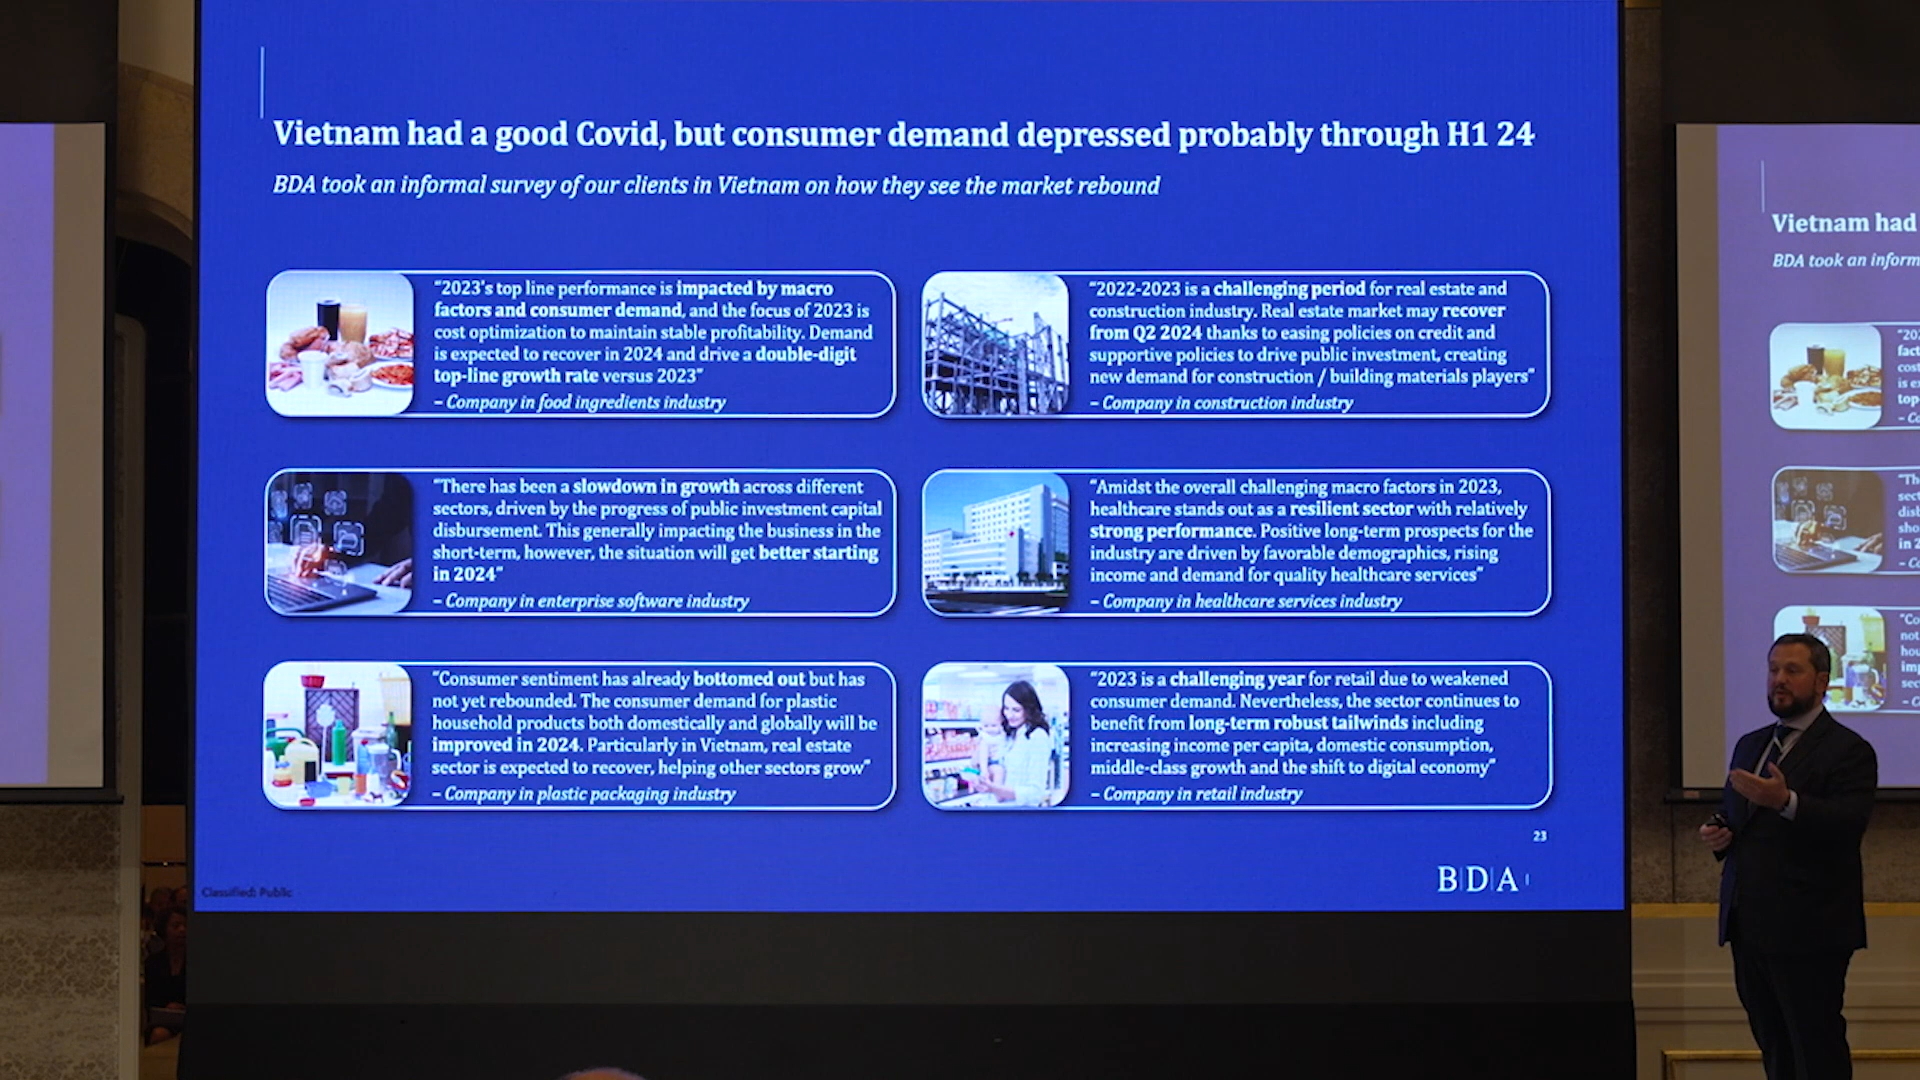 Vietnam had a good Covid, but consumer demand depressed probably through H1 24
BDA took an informal survey of our clients in Vietnam on how they see the market rebound
“2023’s top line performance is impacted by macro
factors and consumer demand, and the focus of 2023 is
cost optimization to maintain stable profitability. Demand
is expected to recover in 2024 and drive a double-digit
top-line growth rate versus 2023”
– Company in food ingredients industry
“2022-2023 is a challenging period for real estate and
construction industry. Real estate market may recover
from Q2 2024 thanks to easing policies on credit and
supportive policies to drive public investment, creating
new demand for construction / building materials players”
– Company in construction industry
“There has been a slowdown in growth across different
sectors, driven by the progress of public investment capital
disbursement. This generally impacting the business in the
short-term, however, the situation will get better starting
in 2024”
– Company in enterprise software industry
“Amidst the overall challenging macro factors in 2023,
healthcare stands out as a resilient sector with relatively
strong performance. Positive long-term prospects for the
industry are driven by favorable demographics, rising
income and demand for quality healthcare services”
– Company in healthcare services industry
“Consumer sentiment has already bottomed out but has
not yet rebounded. The consumer demand for plastic
household products both domestically and globally will be
improved in 2024. Particularly in Vietnam, real estate
sector is expected to recover, helping other sectors grow”
– Company in plastic packaging industry
“2023 is a challenging year for retail due to weakened
consumer demand. Nevertheless, the sector continues to
benefit from long-term robust tailwinds including
increasing income per capita, domestic consumption,
middle-class growth and the shift to digital economy”
– Company in retail industry
23
BDA
Classified: Public
Vietnam had
BDA took an inform